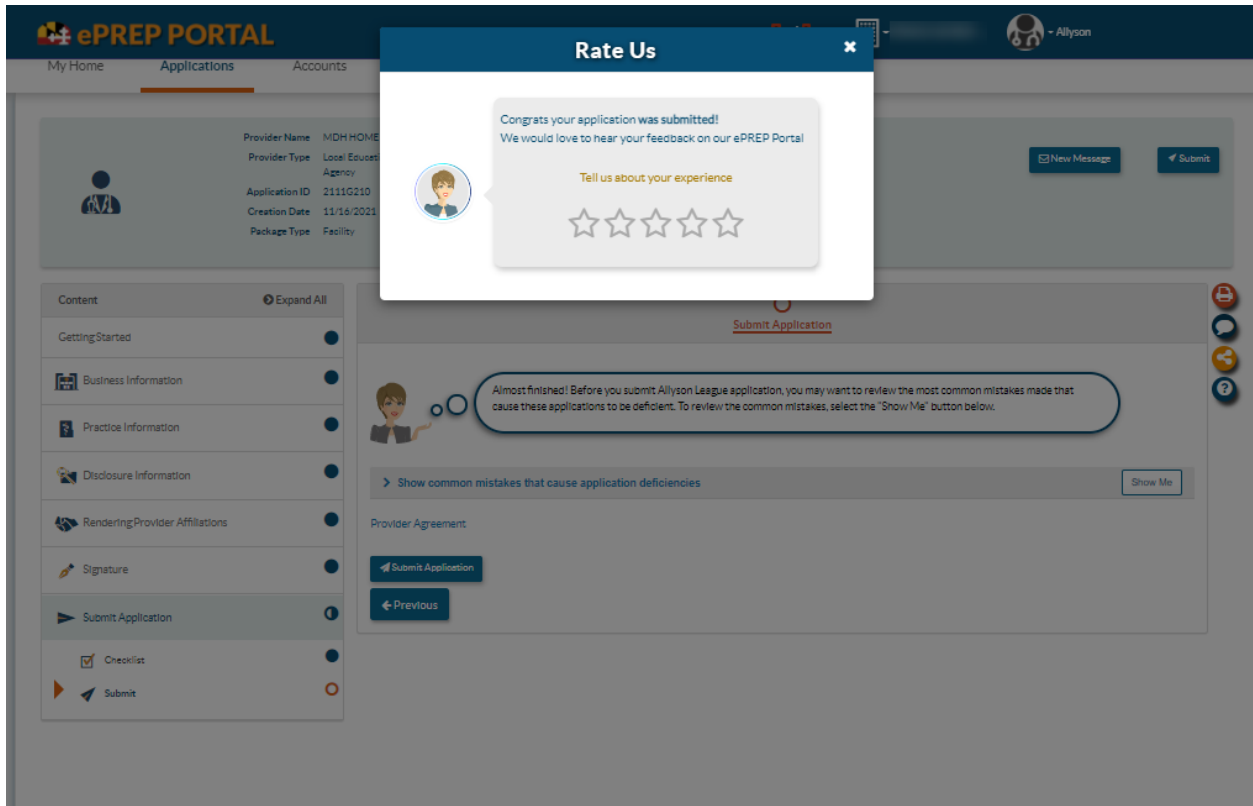 ePREP PORTAL
- Allyson
My Home Applications Accounts
Rate Us
Congrats your application was submitted!
We would love to hear your feedback on our ePREP Portal
Tell us about your experience
Provider Name MDH HOME
Provider Type Local Educati
Agency
Application ID 2111G210
Creation Date 11/16/2021
Package Type Facility
New Message
Submit
Content Expand All
Getting Started
Business Information
Practice Information
Disclosure Information
Rendering Provider Affiliations
Signature
Submit Application
Checklist
Submit
Submit Application
Almost finished! Before you submit Allyson League application, you may want to review the most common mistakes made that
cause these applications to be deficient. To review the common mistakes, select the "Show Me" button below.
Show common mistakes that cause application deficiencies
Show Me
Provider Agreement
Submit Application
Previous